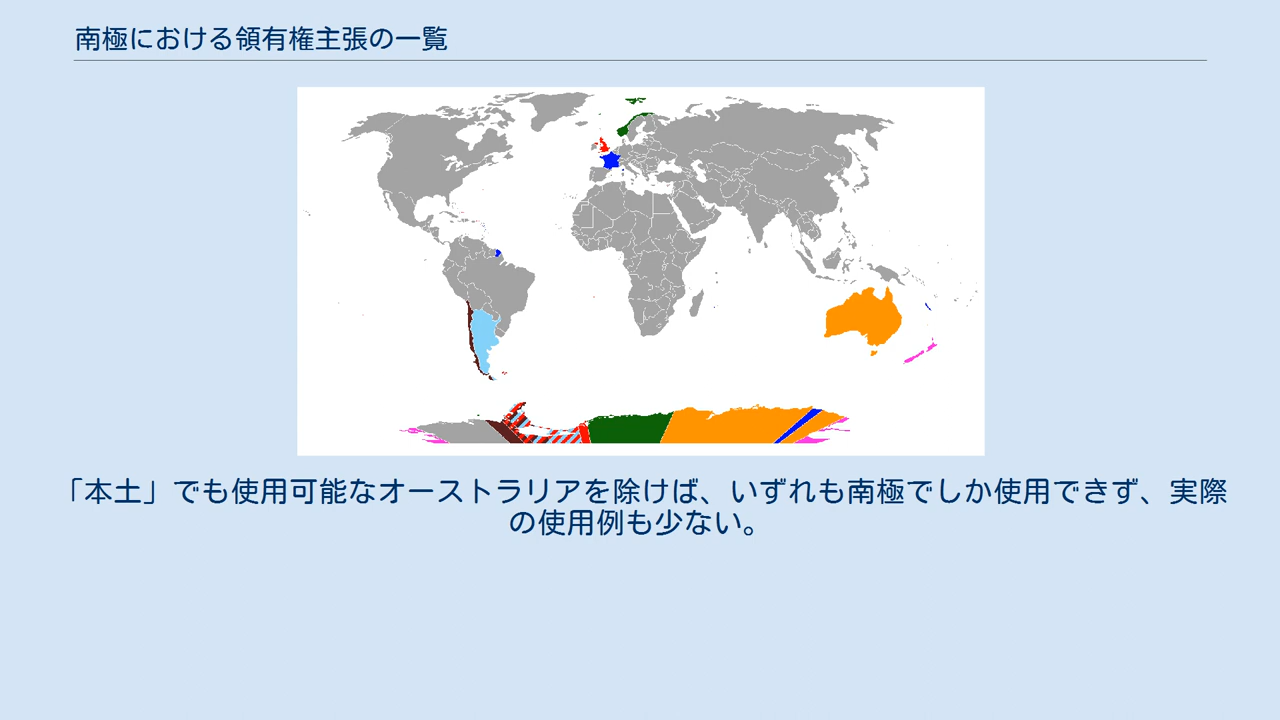 南極における領有権主張の一覧
「本土」でも使用可能なオーストラリアを除けば、いずれも南極でしか使用できず、実際
の使用例も少ない。